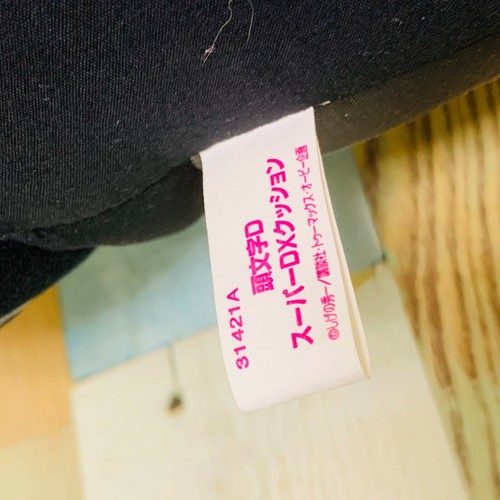 31421A
頭文字D
スーパーDXクッション
©しげの秀一/講談社・トゥーマックス・オービー企画